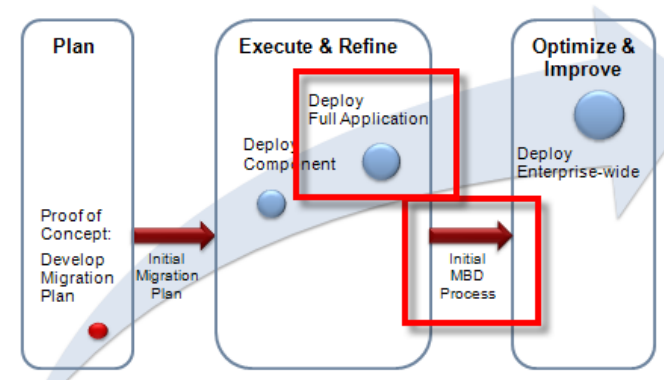 Plan
Proof of
Concept:
Develop
Migration
Plan
Initial
Migration
Plan
Execute & Refine
Deploy
Component
Deploy
Full Application
Initial
MBD
Process
Optimize &
Improve
Deploy
Enterprise-wide